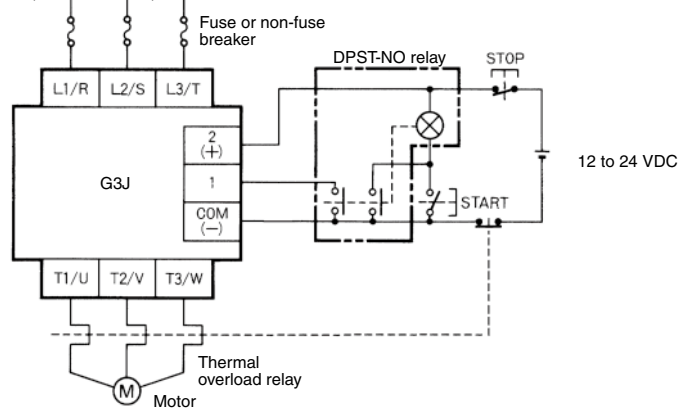 Fuse or non-fuse
breaker
DPST-NO relay
STOP
L1/R L2/S L3/T
2
(+)
12 to 24 VDC
G3J
1
START
COM
(−)
T1/U T2/V T3/W
Thermal
overload relay
M
Motor